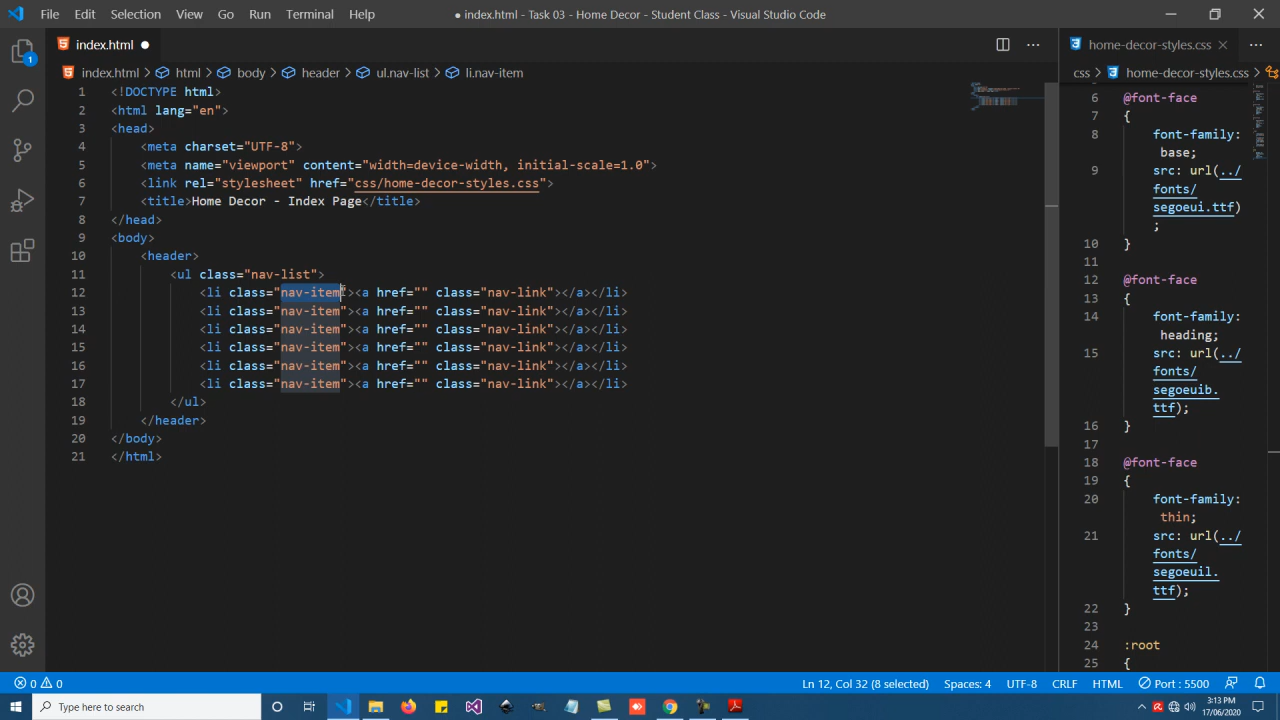 File Edit Selection View Go Run Terminal Help ● index.html - Task 03 - Home Decor - Student Class - Visual Studio Code
index.html ●
index.html > html > body > header > ul.nav-list > li.nav-item
1 <!DOCTYPE html>
2 <html lang="en">
3 <head>
4 <meta charset="UTF-8">
5 <meta name="viewport" content="width=device-width, initial-scale=1.0">
6 <link rel="stylesheet" href="css/home-decor-styles.css">
7 <title>Home Decor - Index Page</title>
8 </head>
9 <body>
10 <header>
11 <ul class="nav-list">
12 <li class="nav-item"><a href="" class="nav-link"></a></li>
13 <li class="nav-item"><a href="" class="nav-link"></a></li>
14 <li class="nav-item"><a href="" class="nav-link"></a></li>
15 <li class="nav-item"><a href="" class="nav-link"></a></li>
16 <li class="nav-item"><a href="" class="nav-link"></a></li>
17 <li class="nav-item"><a href="" class="nav-link"></a></li>
18 </ul>
19 </header>
20 </body>
21 </html>
home-decor-styles.css
css > home-decor-styles.css >
6 @font-face
7 {
8 font-family:
base;
9 src: url(../
fonts/
segoeui.ttf)
;
10 }
11
12 @font-face
13 {
14 font-family:
heading;
15 src: url(../
fonts/
segoeuib.
ttf);
16 }
17
18 @font-face
19 {
20 font-family:
thin;
21 src: url(../
fonts/
segoeuil.
ttf);
22 }
23
24 :root
25 {
1
0 0 Ln 12, Col 32 (8 selected) Spaces: 4 UTF-8 CRLF HTML Port : 5500
Type here to search
3:13 PM
17/06/2020